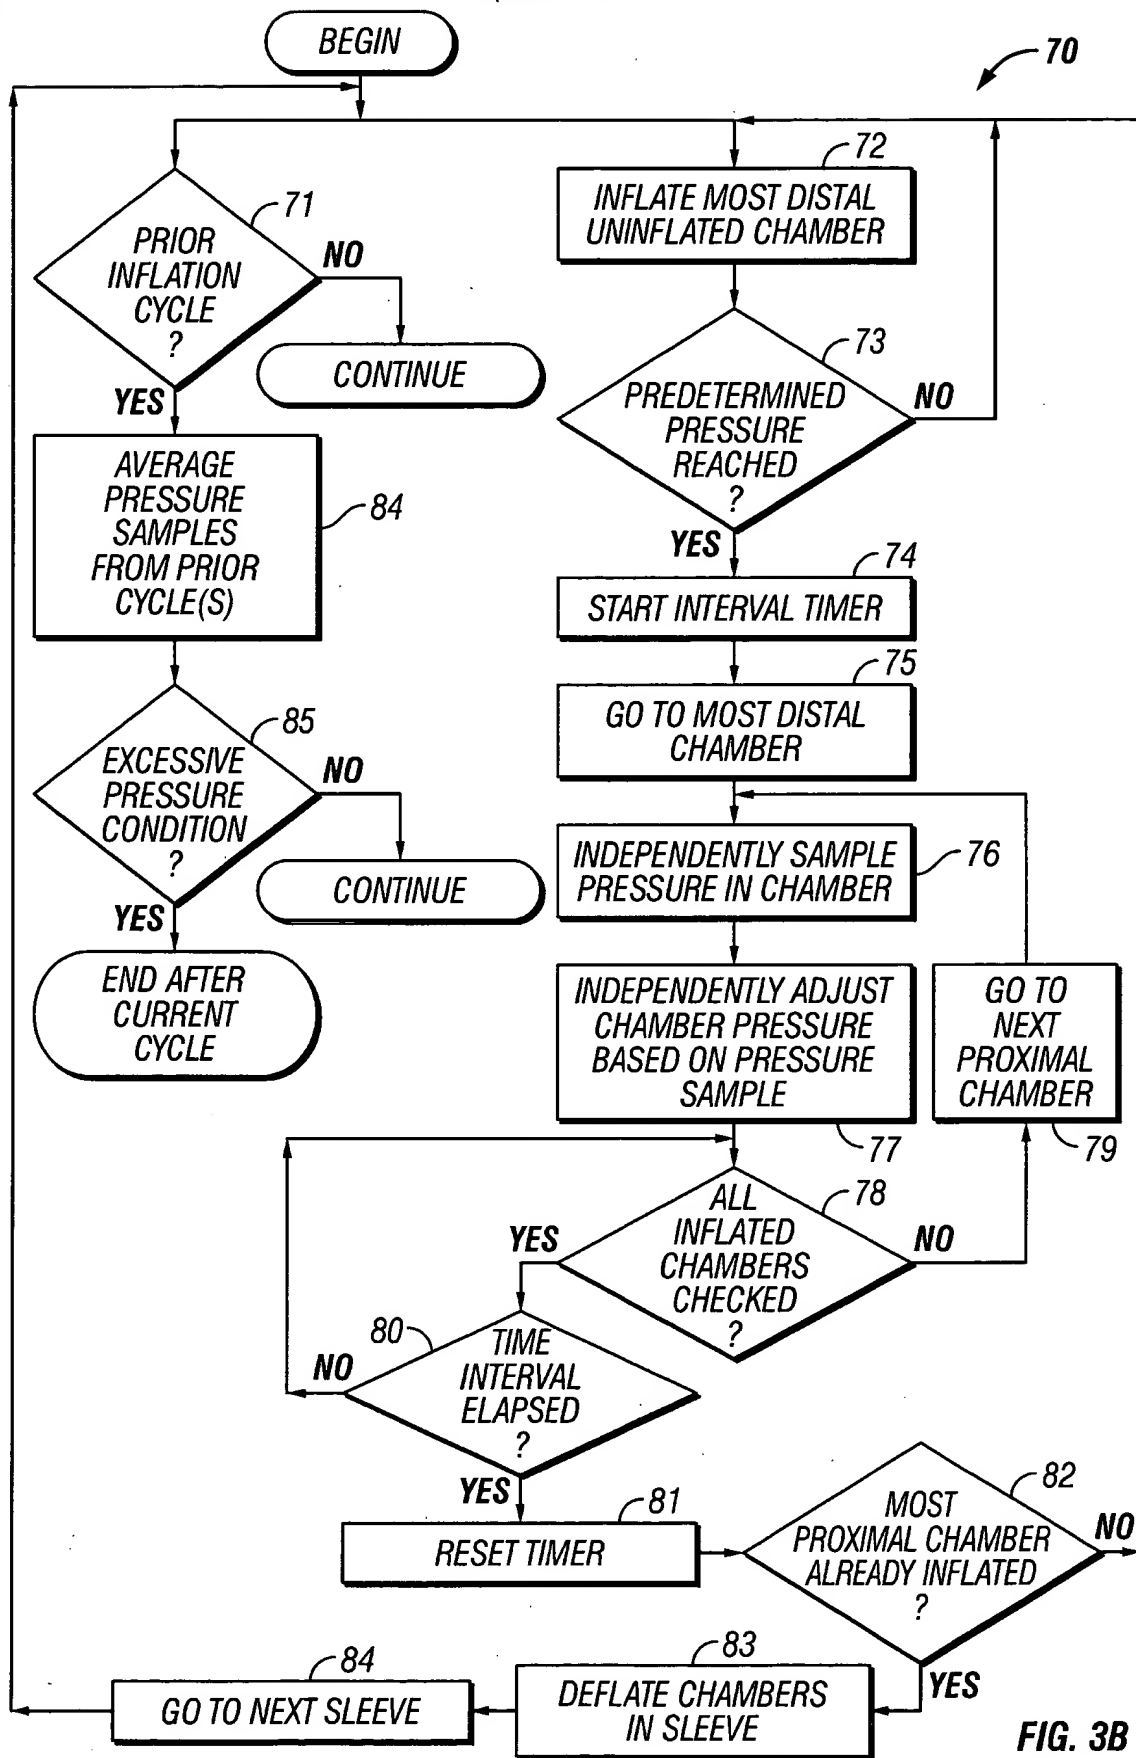 BEGIN
70
71
PRIOR
INFLATION
CYCLE
?
NO
CONTINUE
YES
AVERAGE
PRESSURE
SAMPLES
FROM PRIOR
CYCLE(S)
84
85
EXCESSIVE
PRESSURE
CONDITION
?
NO
CONTINUE
YES
END AFTER
CURRENT
CYCLE
72
INFLATE MOST DISTAL
UNINFLATED CHAMBER
73
PREDETERMINED
PRESSURE
REACHED
?
NO
YES
74
START INTERVAL TIMER
75
GO TO MOST DISTAL
CHAMBER
INDEPENDENTLY SAMPLE
PRESSURE IN CHAMBER
76
INDEPENDENTLY ADJUST
CHAMBER PRESSURE
BASED ON PRESSURE
SAMPLE
77
GO TO
NEXT
PROXIMAL
CHAMBER
79
78
ALL
INFLATED
CHAMBERS
CHECKED
?
YES
NO
80
TIME
INTERVAL
ELAPSED
?
NO
YES
81
RESET TIMER
82
MOST
PROXIMAL CHAMBER
ALREADY INFLATED
?
NO
YES
83
DEFLATE CHAMBERS
IN SLEEVE
84
GO TO NEXT SLEEVE
FIG. 3B